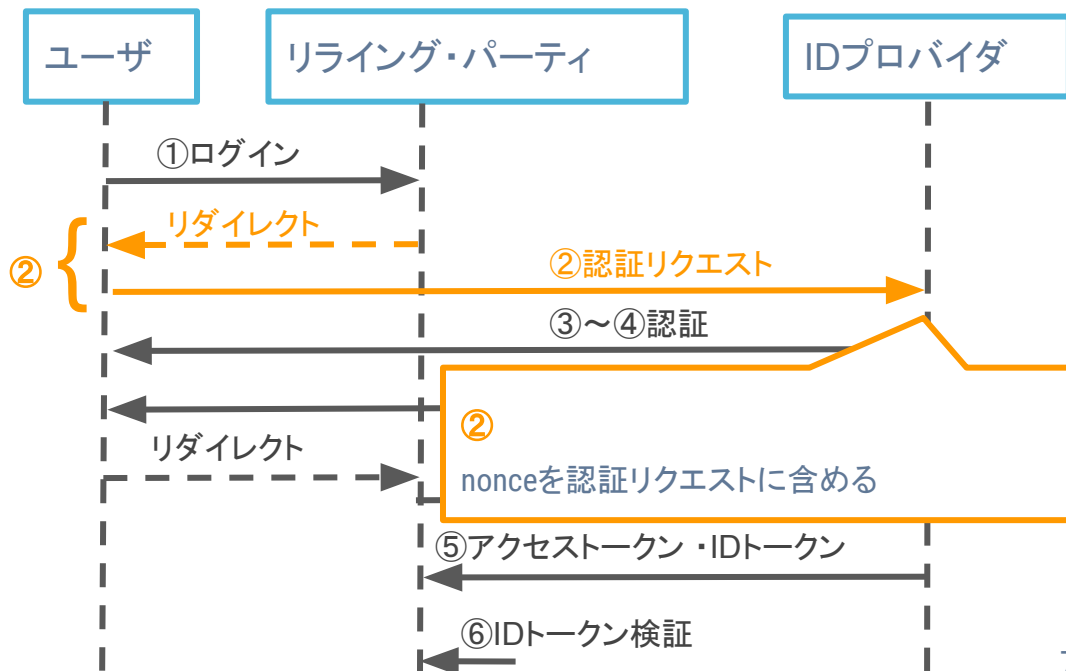 ユーザ
リライング・パーティ
IDプロバイダ
①ログイン
リダイレクト
②
②認証リクエスト
③～④認証
②
リダイレクト
nonceを認証リクエストに含める
⑤アクセストークン・IDトークン
⑥IDトークン検証